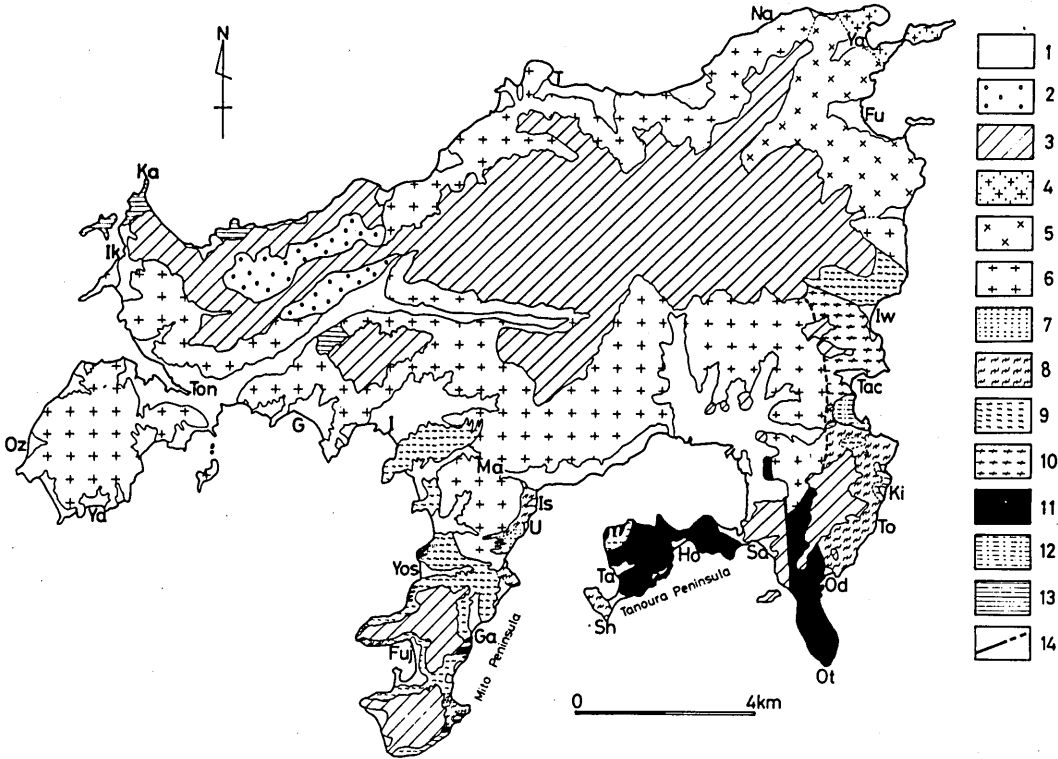 N
Na
Ya
T
Fu
Ka
Ik
Iw
Ton
Tac
Oz
G
I
Ma
Ya
Is
Ki
U
To
Yos
Ta
Ho
Sa
Od
Sh
Tanoura Peninsula
Ga
Fuj
Mito Peninsula
Ot
0 4km
1
2
3
4
5
6
7
8
9
10
11
12
13
14